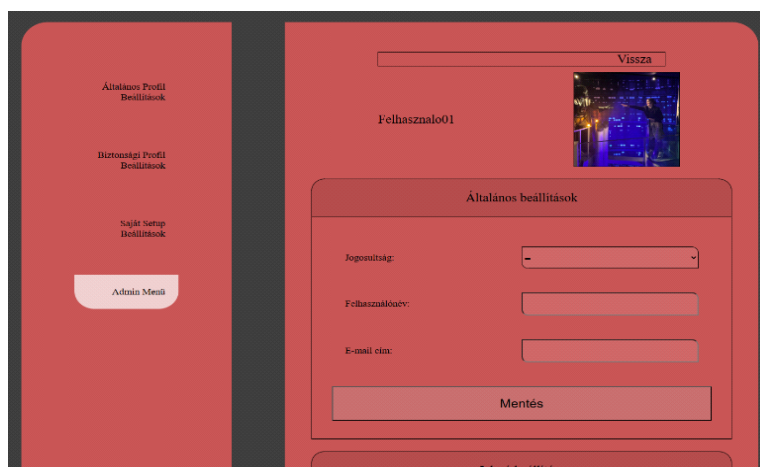 Általános Profil
Beállítások
Biztonsági Profil
Beállítások
Saját Setup
Beállítások
Admin Menü
Vissza
Felhasznalo01
Általános beállítások
Jogosultság:
–
Felhasználónév:
E-mail cím:
Mentés